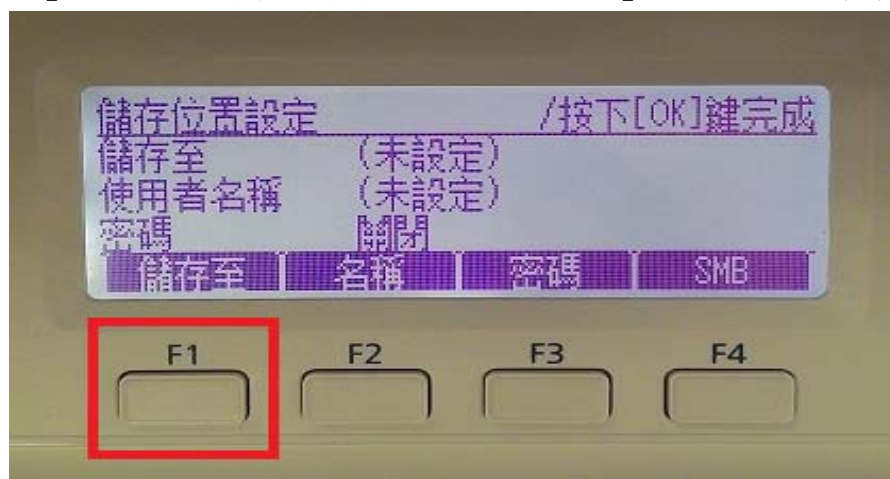 儲存位置設定 /按下[OK]鍵完成
儲存至 (未設定)
使用者名稱 (未設定)
密碼 關閉
儲存至 名稱 密碼 SMB
F1 F2 F3 F4